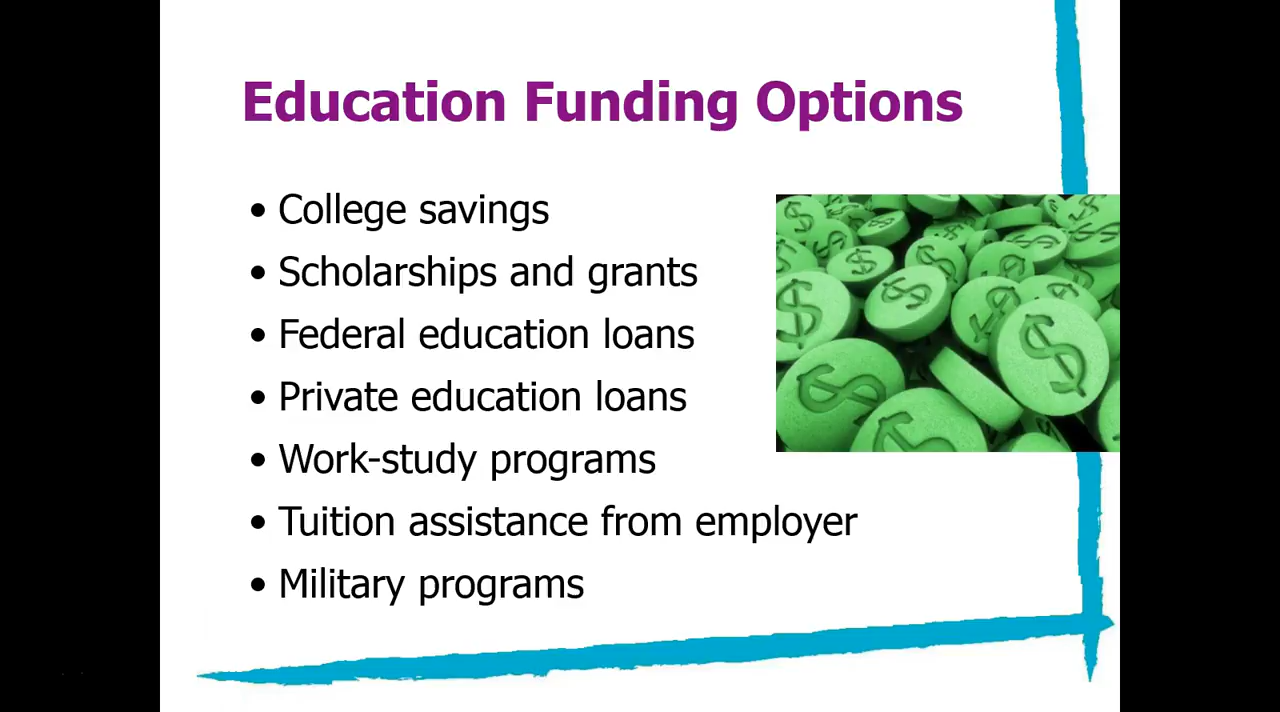 Education Funding Options
• College savings
• Scholarships and grants
• Federal education loans
• Private education loans
• Work-study programs
• Tuition assistance from employer
• Military programs